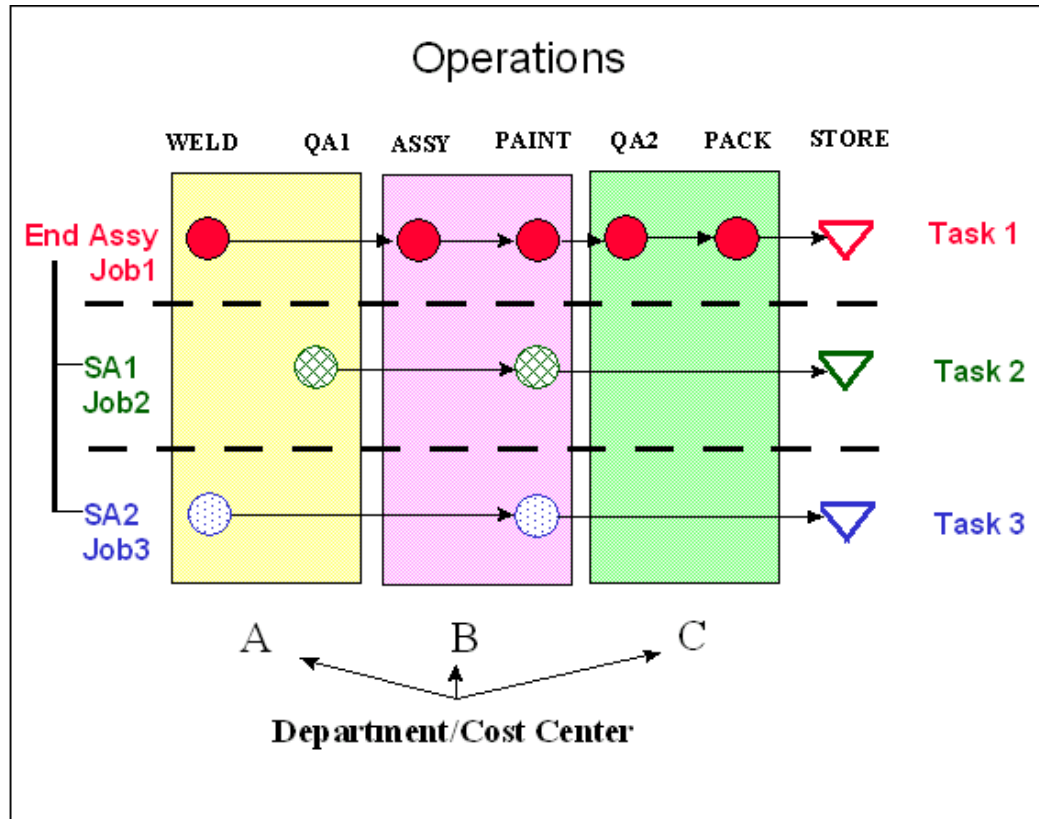 Operations
WELD QA1 ASSY PAINT QA2 PACK STORE
End Assy
Job1
Task 1
SA1
Job2
Task 2
SA2
Job3
Task 3
A B C
Department/Cost Center